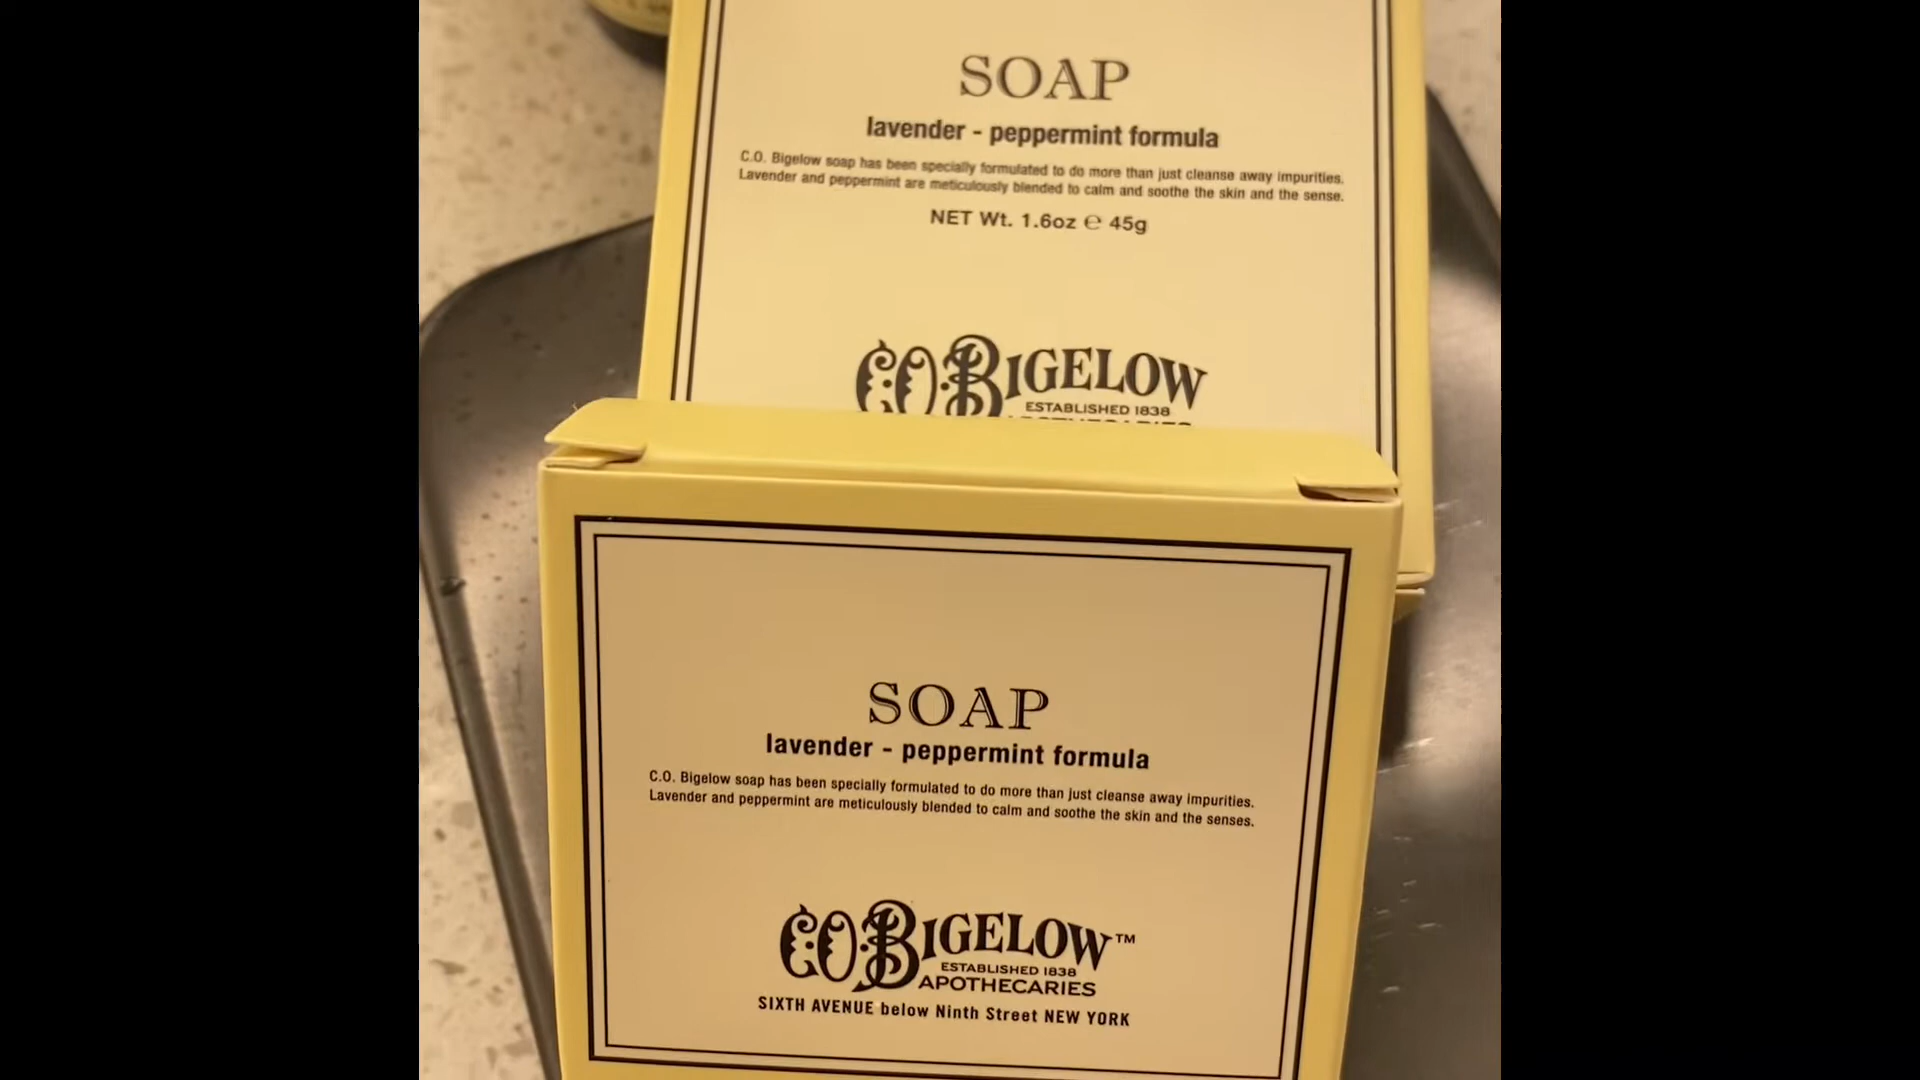 SOAP
lavender - peppermint formula
C.O. Bigelow soap has been specially formulated to do more than just cleanse away impurities.
Lavender and peppermint are meticulously blended to calm and soothe the skin and the sense.
NET Wt. 1.6oz ℮ 45g
C.O. BIGELOW
ESTABLISHED 1838
SOAP
lavender - peppermint formula
C.O. Bigelow soap has been specially formulated to do more than just cleanse away impurities.
Lavender and peppermint are meticulously blended to calm and soothe the skin and the senses.
C.O. BIGELOW™
ESTABLISHED 1838
APOTHECARIES
SIXTH AVENUE below Ninth Street NEW YORK